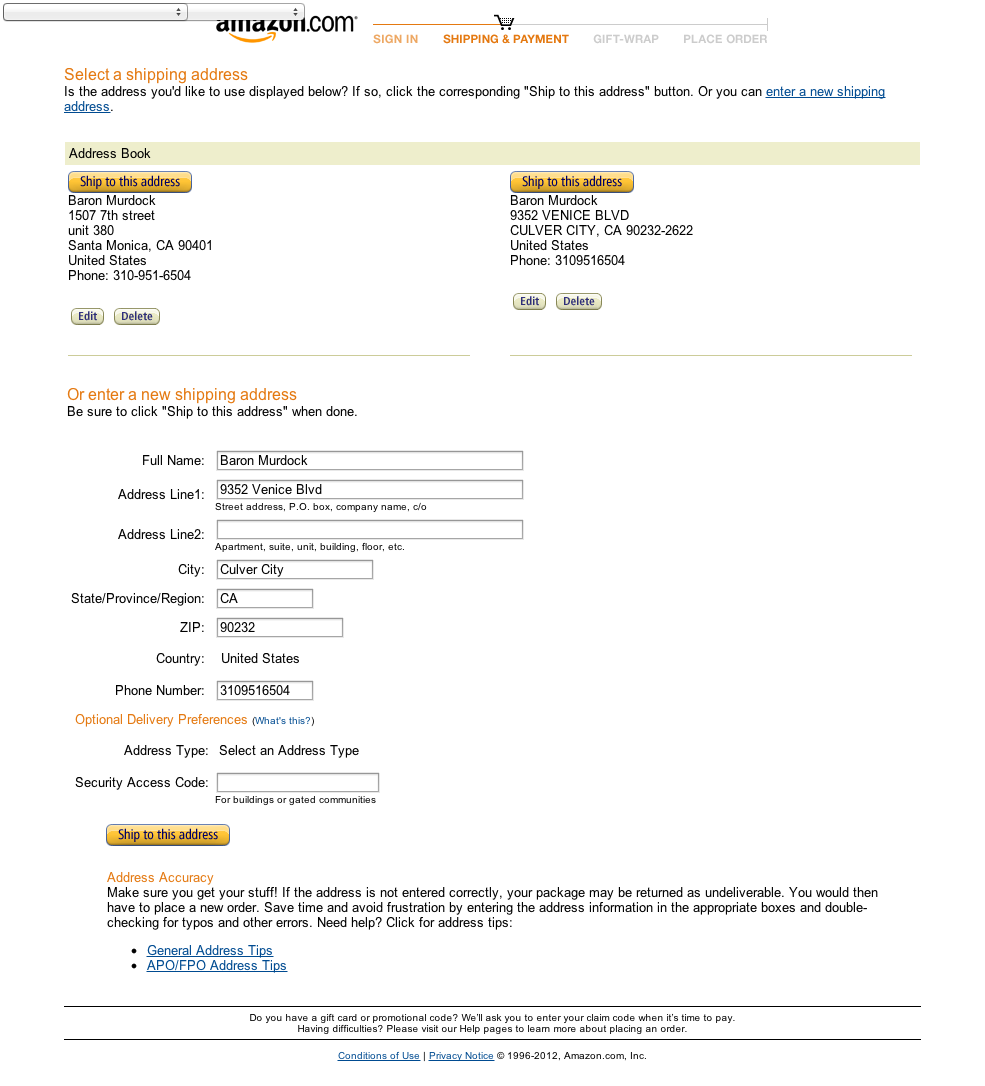 amazon.com
SIGN IN SHIPPING & PAYMENT GIFT-WRAP PLACE ORDER
Select a shipping address
Is the address you'd like to use displayed below? If so, click the corresponding "Ship to this address" button. Or you can enter a new shipping
address.
Address Book
Ship to this address
Baron Murdock
1507 7th street
unit 380
Santa Monica, CA 90401
United States
Phone: 310-951-6504
Edit Delete
Ship to this address
Baron Murdock
9352 VENICE BLVD
CULVER CITY, CA 90232-2622
United States
Phone: 3109516504
Edit Delete
Or enter a new shipping address
Be sure to click "Ship to this address" when done.
Full Name: Baron Murdock
Address Line1: 9352 Venice Blvd
Street address, P.O. box, company name, c/o
Address Line2:
Apartment, suite, unit, building, floor, etc.
City: Culver City
State/Province/Region: CA
ZIP: 90232
Country: United States
Phone Number: 3109516504
Optional Delivery Preferences (What's this?)
Address Type: Select an Address Type
Security Access Code:
For buildings or gated communities
Ship to this address
Address Accuracy
Make sure you get your stuff! If the address is not entered correctly, your package may be returned as undeliverable. You would then
have to place a new order. Save time and avoid frustration by entering the address information in the appropriate boxes and double-
checking for typos and other errors. Need help? Click for address tips:
• General Address Tips
• APO/FPO Address Tips
Do you have a gift card or promotional code? We'll ask you to enter your claim code when it's time to pay.
Having difficulties? Please visit our Help pages to learn more about placing an order.
Conditions of Use | Privacy Notice © 1996-2012, Amazon.com, Inc.